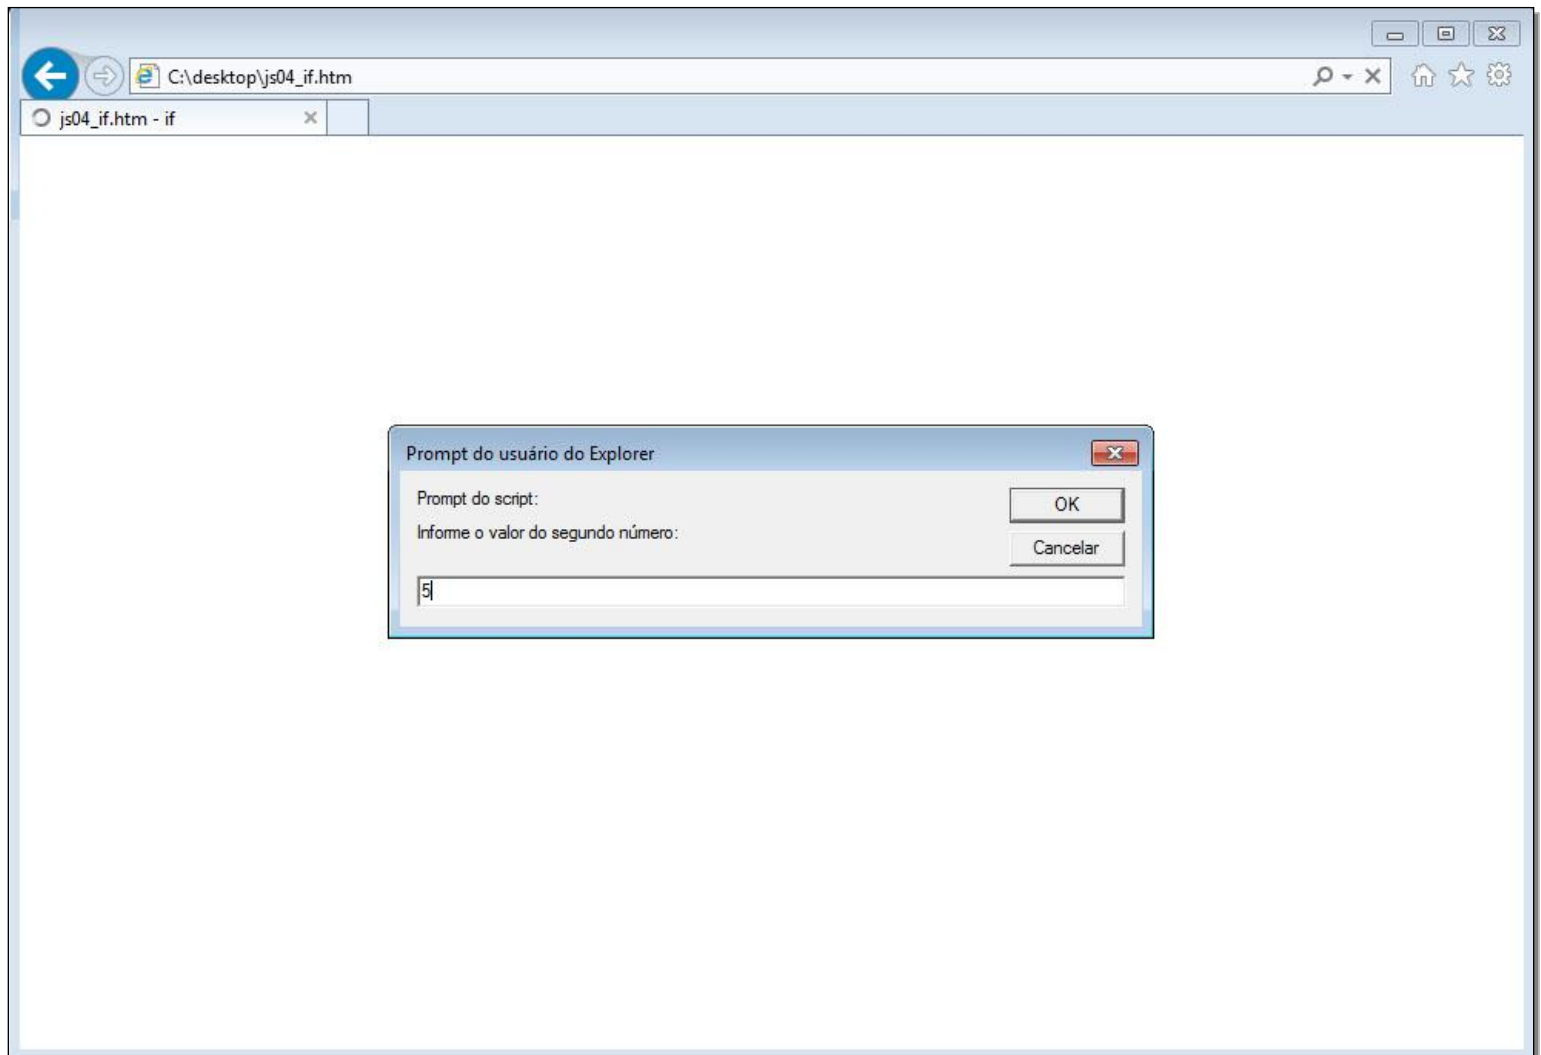 C:\desktop\js04_if.htm
js04_if.htm - if
Prompt do usuário do Explorer
Prompt do script:
OK
Informe o valor do segundo número:
Cancelar
5